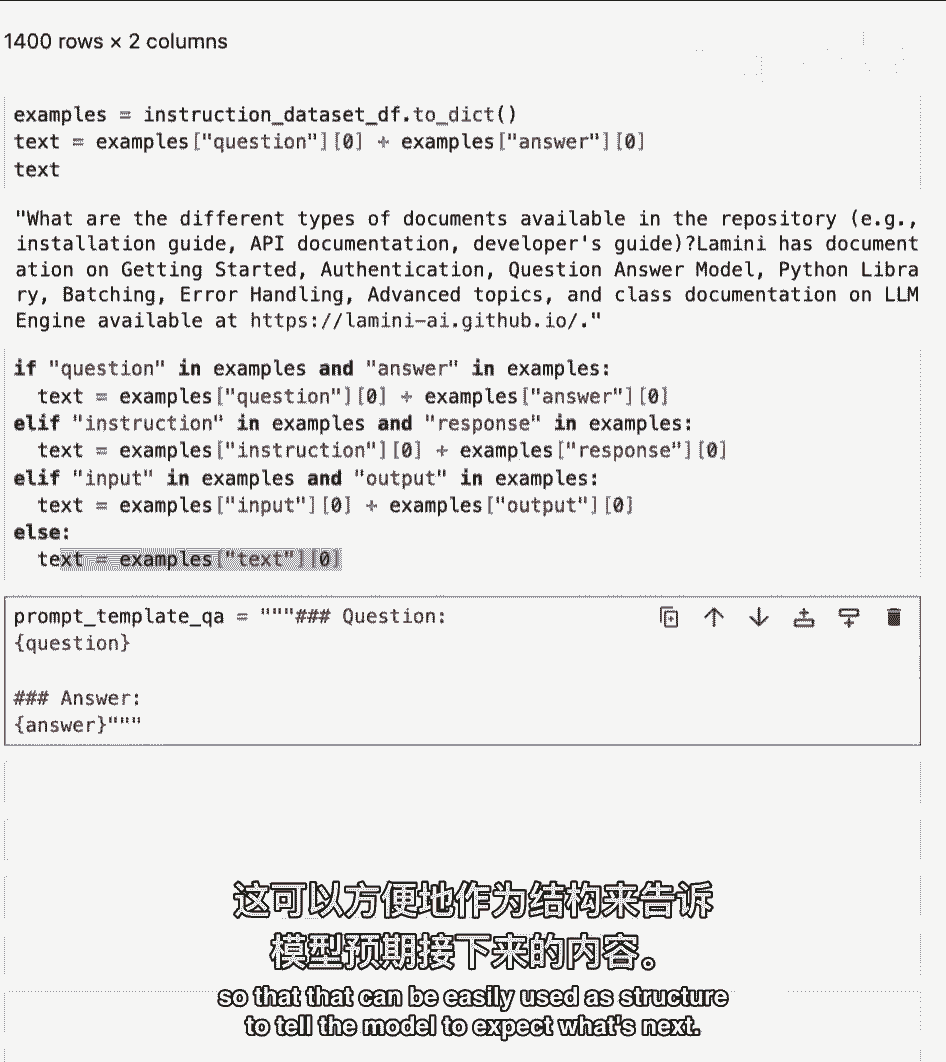 1400 rows × 2 columns
examples = instruction_dataset_df.to_dict()
text = examples["question"][0] + examples["answer"][0]
text
"What are the different types of documents available in the repository (e.g.,
installation guide, API documentation, developer's guide)?Lamini has document
ation on Getting Started, Authentication, Question Answer Model, Python Libra
ry, Batching, Error Handling, Advanced topics, and class documentation on LLM
Engine available at https://lamini-ai.github.io/."
if "question" in examples and "answer" in examples:
  text = examples["question"][0] + examples["answer"][0]
elif "instruction" in examples and "response" in examples:
  text = examples["instruction"][0] + examples["response"][0]
elif "input" in examples and "output" in examples:
  text = examples["input"][0] + examples["output"][0]
else:
  text = examples["text"][0]
prompt_template_qa = """### Question:
{question}
### Answer:
{answer}"""
这可以方便地作为结构来告诉
模型预期接下来的内容。
so that that can be easily used as structure
to tell the model to expect what's next.